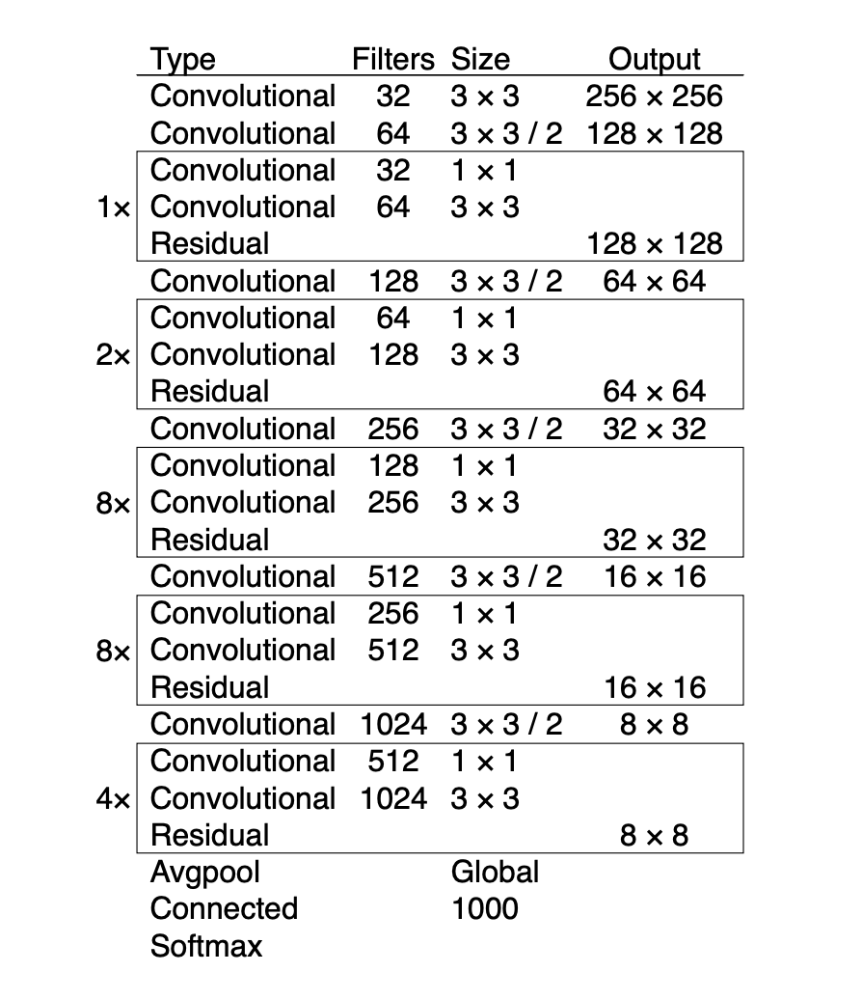 Type Filters Size Output
Convolutional 32 3 × 3 256 × 256
Convolutional 64 3 × 3 / 2 128 × 128
Convolutional 32 1 × 1
1× Convolutional 64 3 × 3
Residual 128 × 128
Convolutional 128 3 × 3 / 2 64 × 64
Convolutional 64 1 × 1
2× Convolutional 128 3 × 3
Residual 64 × 64
Convolutional 256 3 × 3 / 2 32 × 32
Convolutional 128 1 × 1
8× Convolutional 256 3 × 3
Residual 32 × 32
Convolutional 512 3 × 3 / 2 16 × 16
Convolutional 256 1 × 1
8× Convolutional 512 3 × 3
Residual 16 × 16
Convolutional 1024 3 × 3 / 2 8 × 8
Convolutional 512 1 × 1
4× Convolutional 1024 3 × 3
Residual 8 × 8
Avgpool Global
Connected 1000
Softmax